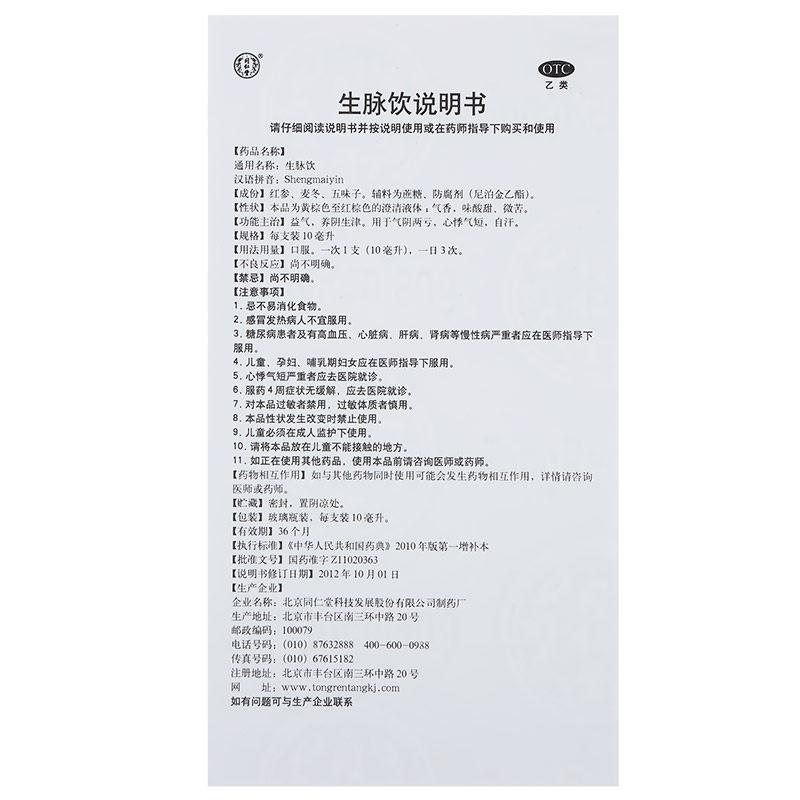 同仁堂
®
OTC
乙类
生脉饮说明书
请仔细阅读说明书并按说明使用或在药师指导下购买和使用
【药品名称】
通用名称：生脉饮
汉语拼音：Shengmaiyin
【成份】红参、麦冬、五味子。辅料为蔗糖、防腐剂（尼泊金乙酯）。
【性状】本品为黄棕色至红棕色的澄清液体；气香，味酸甜、微苦。
【功能主治】益气，养阴生津。用于气阴两亏，心悸气短，自汗。
【规格】每支装10毫升
【用法用量】口服。一次1支（10毫升），一日3次。
【不良反应】尚不明确。
【禁忌】尚不明确。
【注意事项】
1.忌不易消化食物。
2.感冒发热病人不宜服用。
3.糖尿病患者及有高血压、心脏病、肝病、肾病等慢性病严重者应在医师指导下
服用。
4.儿童、孕妇、哺乳期妇女应在医师指导下服用。
5.心悸气短严重者应去医院就诊。
6.服药4周症状无缓解，应去医院就诊。
7.对本品过敏者禁用，过敏体质者慎用。
8.本品性状发生改变时禁止使用。
9.儿童必须在成人监护下使用。
10.请将本品放在儿童不能接触的地方。
11.如正在使用其他药品，使用本品前请咨询医师或药师。
【药物相互作用】如与其他药物同时使用可能会发生药物相互作用，详情请咨询
医师或药师。
【贮藏】密封，置阴凉处。
【包装】玻璃瓶装，每支装10毫升。
【有效期】36个月
【执行标准】《中华人民共和国药典》2010年版第一增补本
【批准文号】国药准字Z11020363
【说明书修订日期】2012年10月01日
【生产企业】
企业名称：北京同仁堂科技发展股份有限公司制药厂
生产地址：北京市丰台区南三环中路20号
邮政编码：100079
电话号码：（010）87632888 400-600-0988
传真号码：（010）67615182
注册地址：北京市丰台区南三环中路20号
网 址：www.tongrentangkj.com
如有问题可与生产企业联系